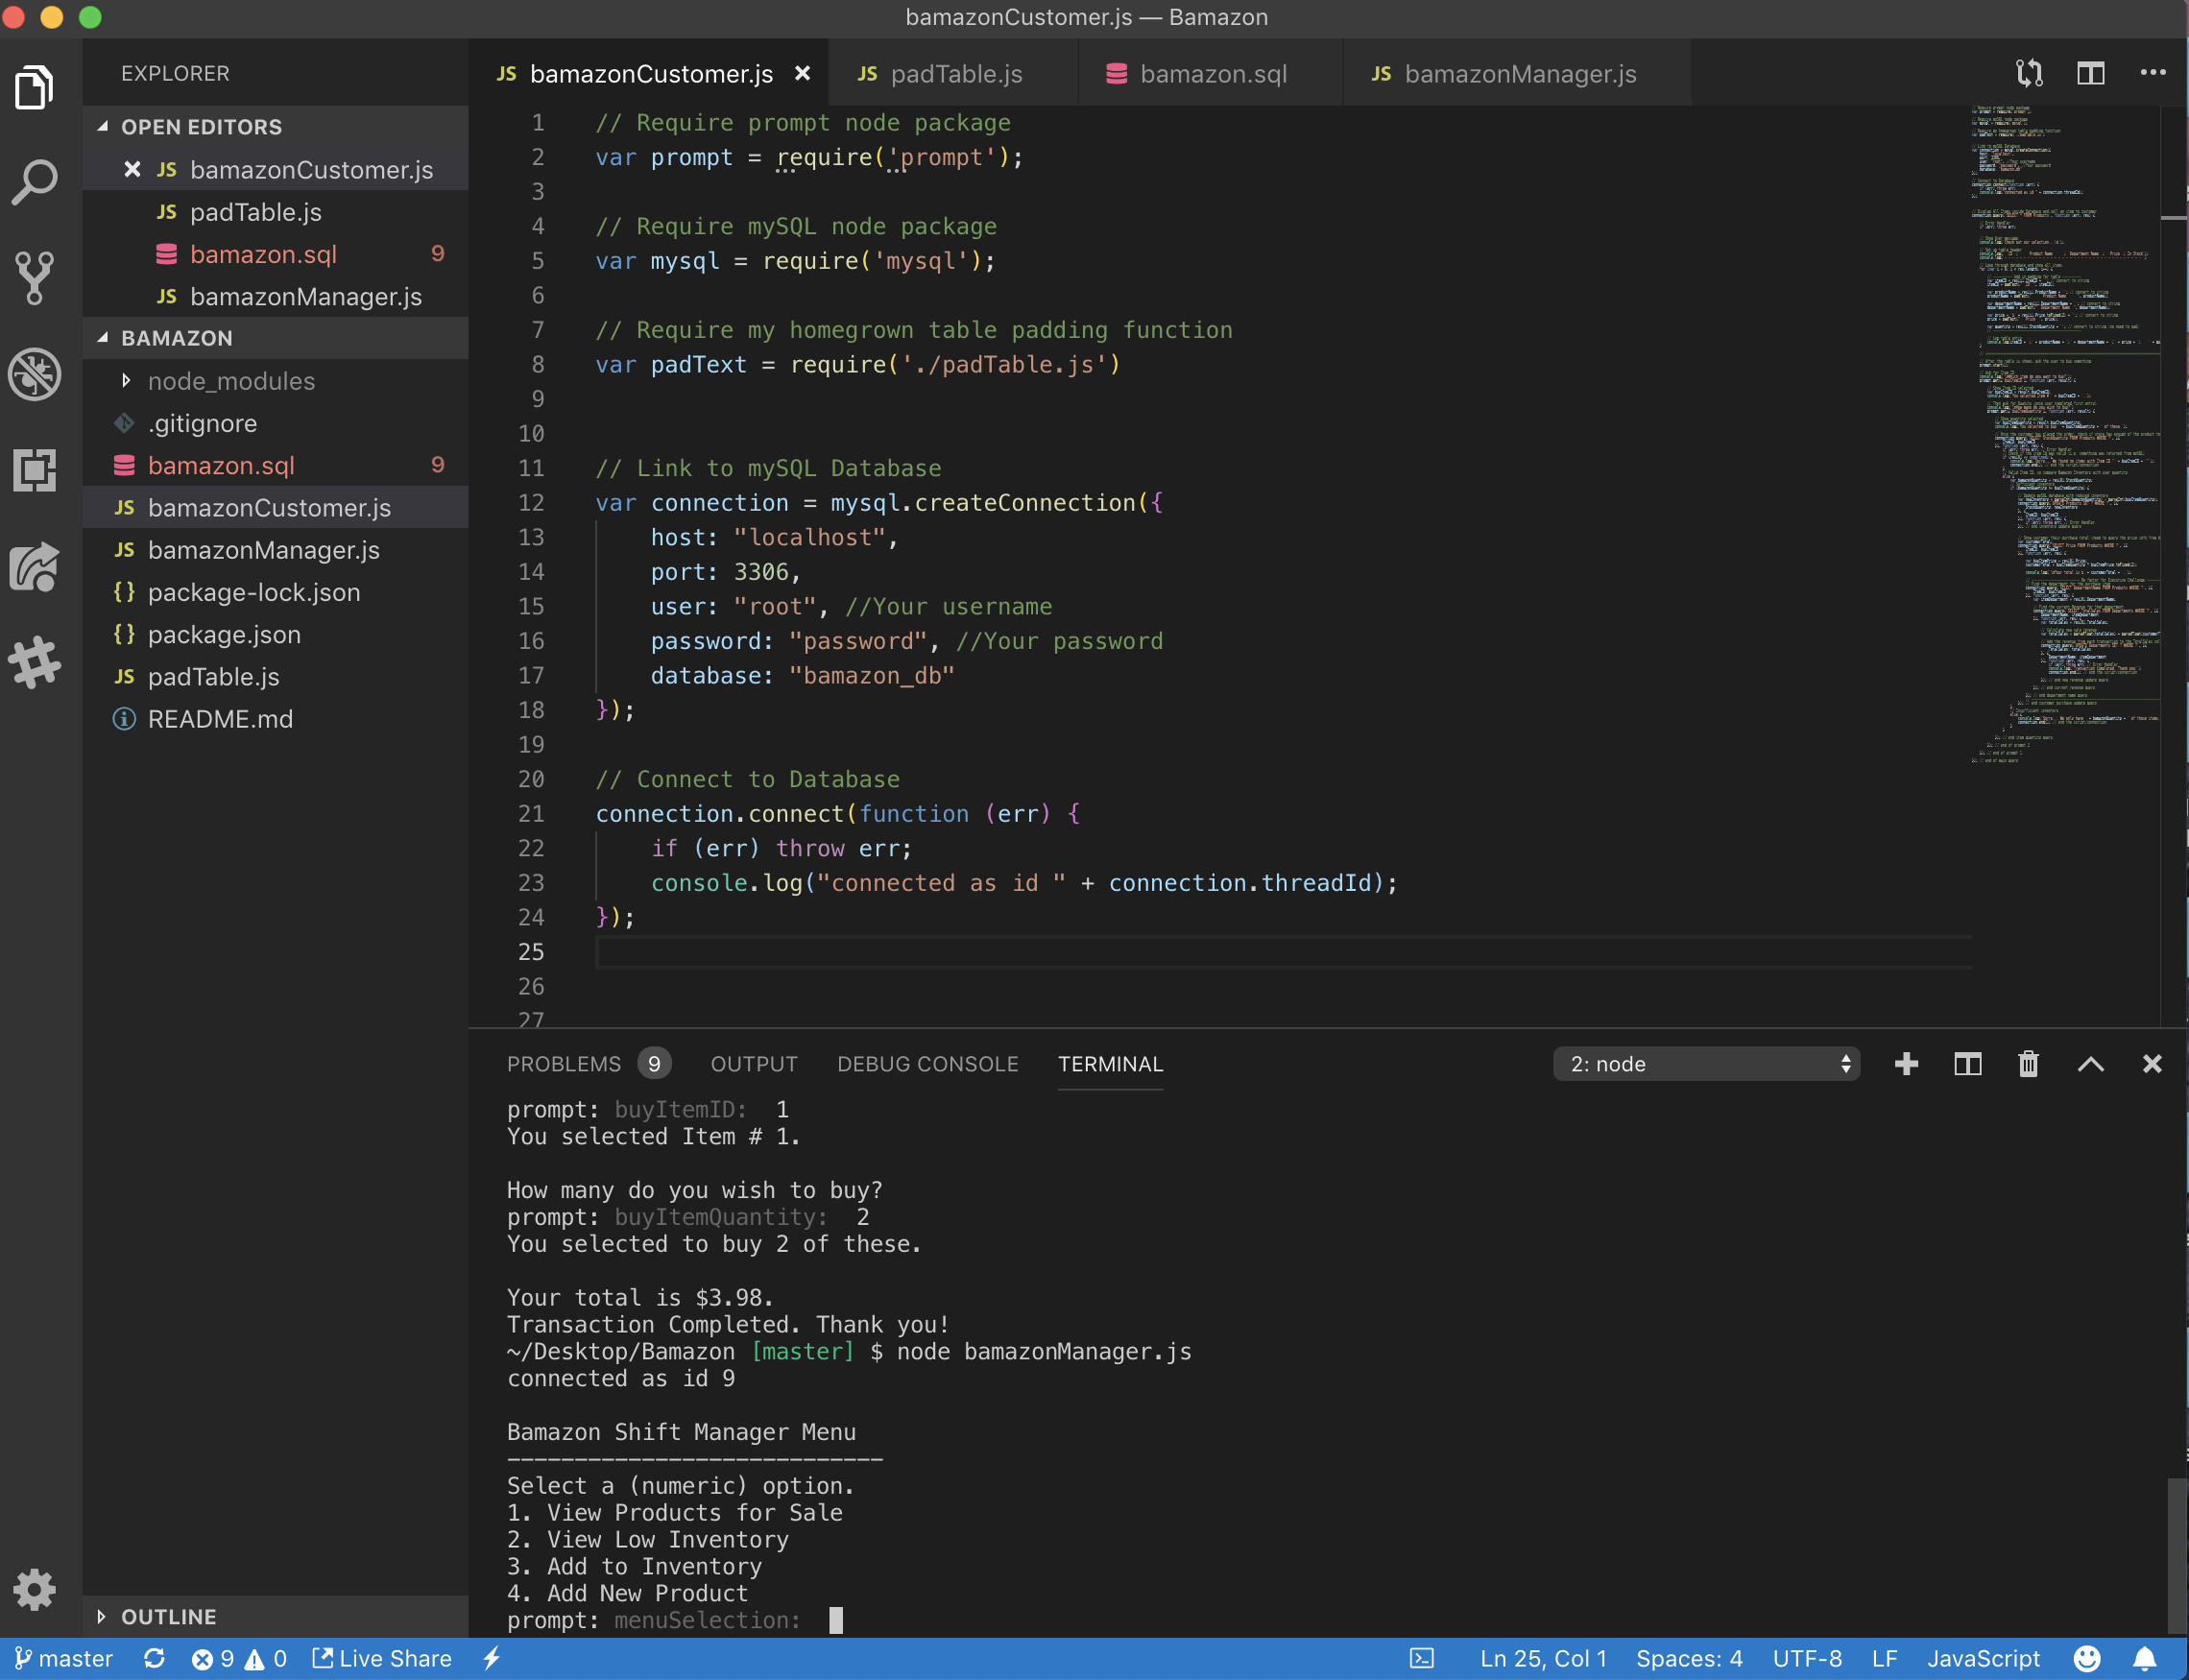 bamazonCustomer.js — Bamazon
EXPLORER
OPEN EDITORS
JS bamazonCustomer.js
JS padTable.js
bamazon.sql 9
JS bamazonManager.js
BAMAZON
node_modules
.gitignore
bamazon.sql 9
JS bamazonCustomer.js
JS bamazonManager.js
{} package-lock.json
{} package.json
JS padTable.js
README.md
OUTLINE
JS bamazonCustomer.js
JS padTable.js
bamazon.sql
JS bamazonManager.js
1 // Require prompt node package
2 var prompt = require('prompt');
3
4 // Require mySQL node package
5 var mysql = require('mysql');
6
7 // Require my homegrown table padding function
8 var padText = require('./padTable.js')
9
10
11 // Link to mySQL Database
12 var connection = mysql.createConnection({
13 host: "localhost",
14 port: 3306,
15 user: "root", //Your username
16 password: "password", //Your password
17 database: "bamazon_db"
18 });
19
20 // Connect to Database
21 connection.connect(function (err) {
22 if (err) throw err;
23 console.log("connected as id " + connection.threadId);
24 });
25
26
27
PROBLEMS 9 OUTPUT DEBUG CONSOLE TERMINAL 2: node
prompt: buyItemID: 1
You selected Item # 1.
How many do you wish to buy?
prompt: buyItemQuantity: 2
You selected to buy 2 of these.
Your total is $3.98.
Transaction Completed. Thank you!
~/Desktop/Bamazon [master] $ node bamazonManager.js
connected as id 9
Bamazon Shift Manager Menu
----------------------------
Select a (numeric) option.
1. View Products for Sale
2. View Low Inventory
3. Add to Inventory
4. Add New Product
prompt: menuSelection:
master 9 0 Live Share Ln 25, Col 1 Spaces: 4 UTF-8 LF JavaScript